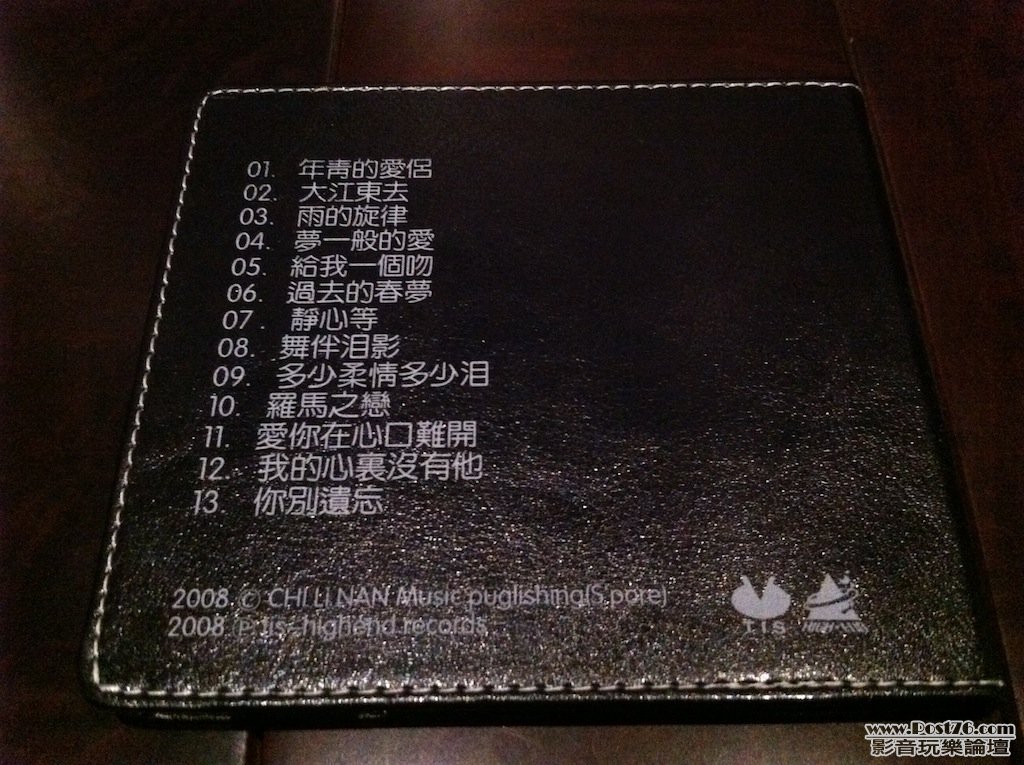 01. 年青的愛侶
02. 大江東去
03. 雨的旋律
04. 夢一般的愛
05. 給我一個吻
06. 過去的春夢
07. 靜心等
08. 舞伴泪影
09. 多少柔情多少泪
10. 羅馬之戀
11. 愛你在心口難開
12. 我的心裏沒有他
13. 你別遺忘
2008 © CHI Li NAN Music puglishing(S,pore)
2008 ℗ tis-highend records
TIS
www.Post76.com
影音玩樂論壇